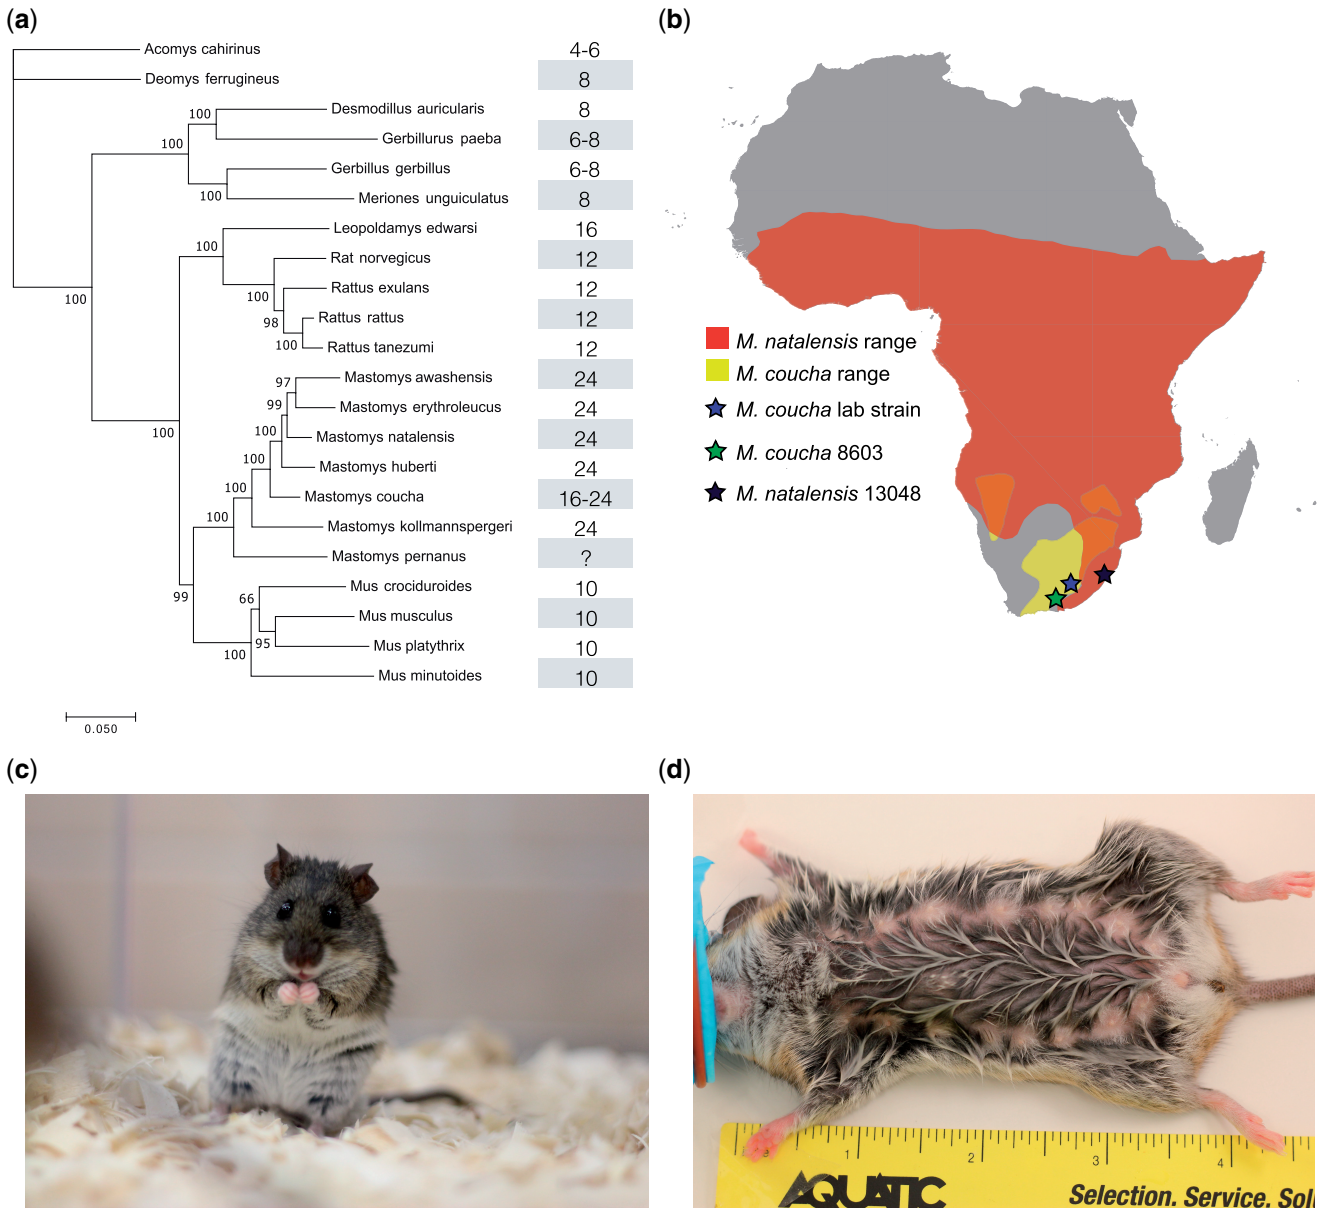 (a)
Acomys cahirinus 4-6
Deomys ferrugineus 8
Desmodillus auricularis 8
Gerbillurus paeba 6-8
Gerbillus gerbillus 6-8
Meriones unguiculatus 8
Leopoldamys edwarsi 16
Rat norvegicus 12
Rattus exulans 12
Rattus rattus 12
Rattus tanezumi 12
Mastomys awashensis 24
Mastomys erythroleucus 24
Mastomys natalensis 24
Mastomys huberti 24
Mastomys coucha 16-24
Mastomys kollmannspergeri 24
Mastomys pernanus ?
Mus crociduroides 10
Mus musculus 10
Mus platythrix 10
Mus minutoides 10
100
100
100
100
100
100
98
100
100
97
99
100
100
100
100
99
66
95
100
0.050
(b)
M. natalensis range
M. coucha range
M. coucha lab strain
M. coucha 8603
M. natalensis 13048
(c)
(d)
1 2 3 4
AQUATIC
Selection. Service. Solu